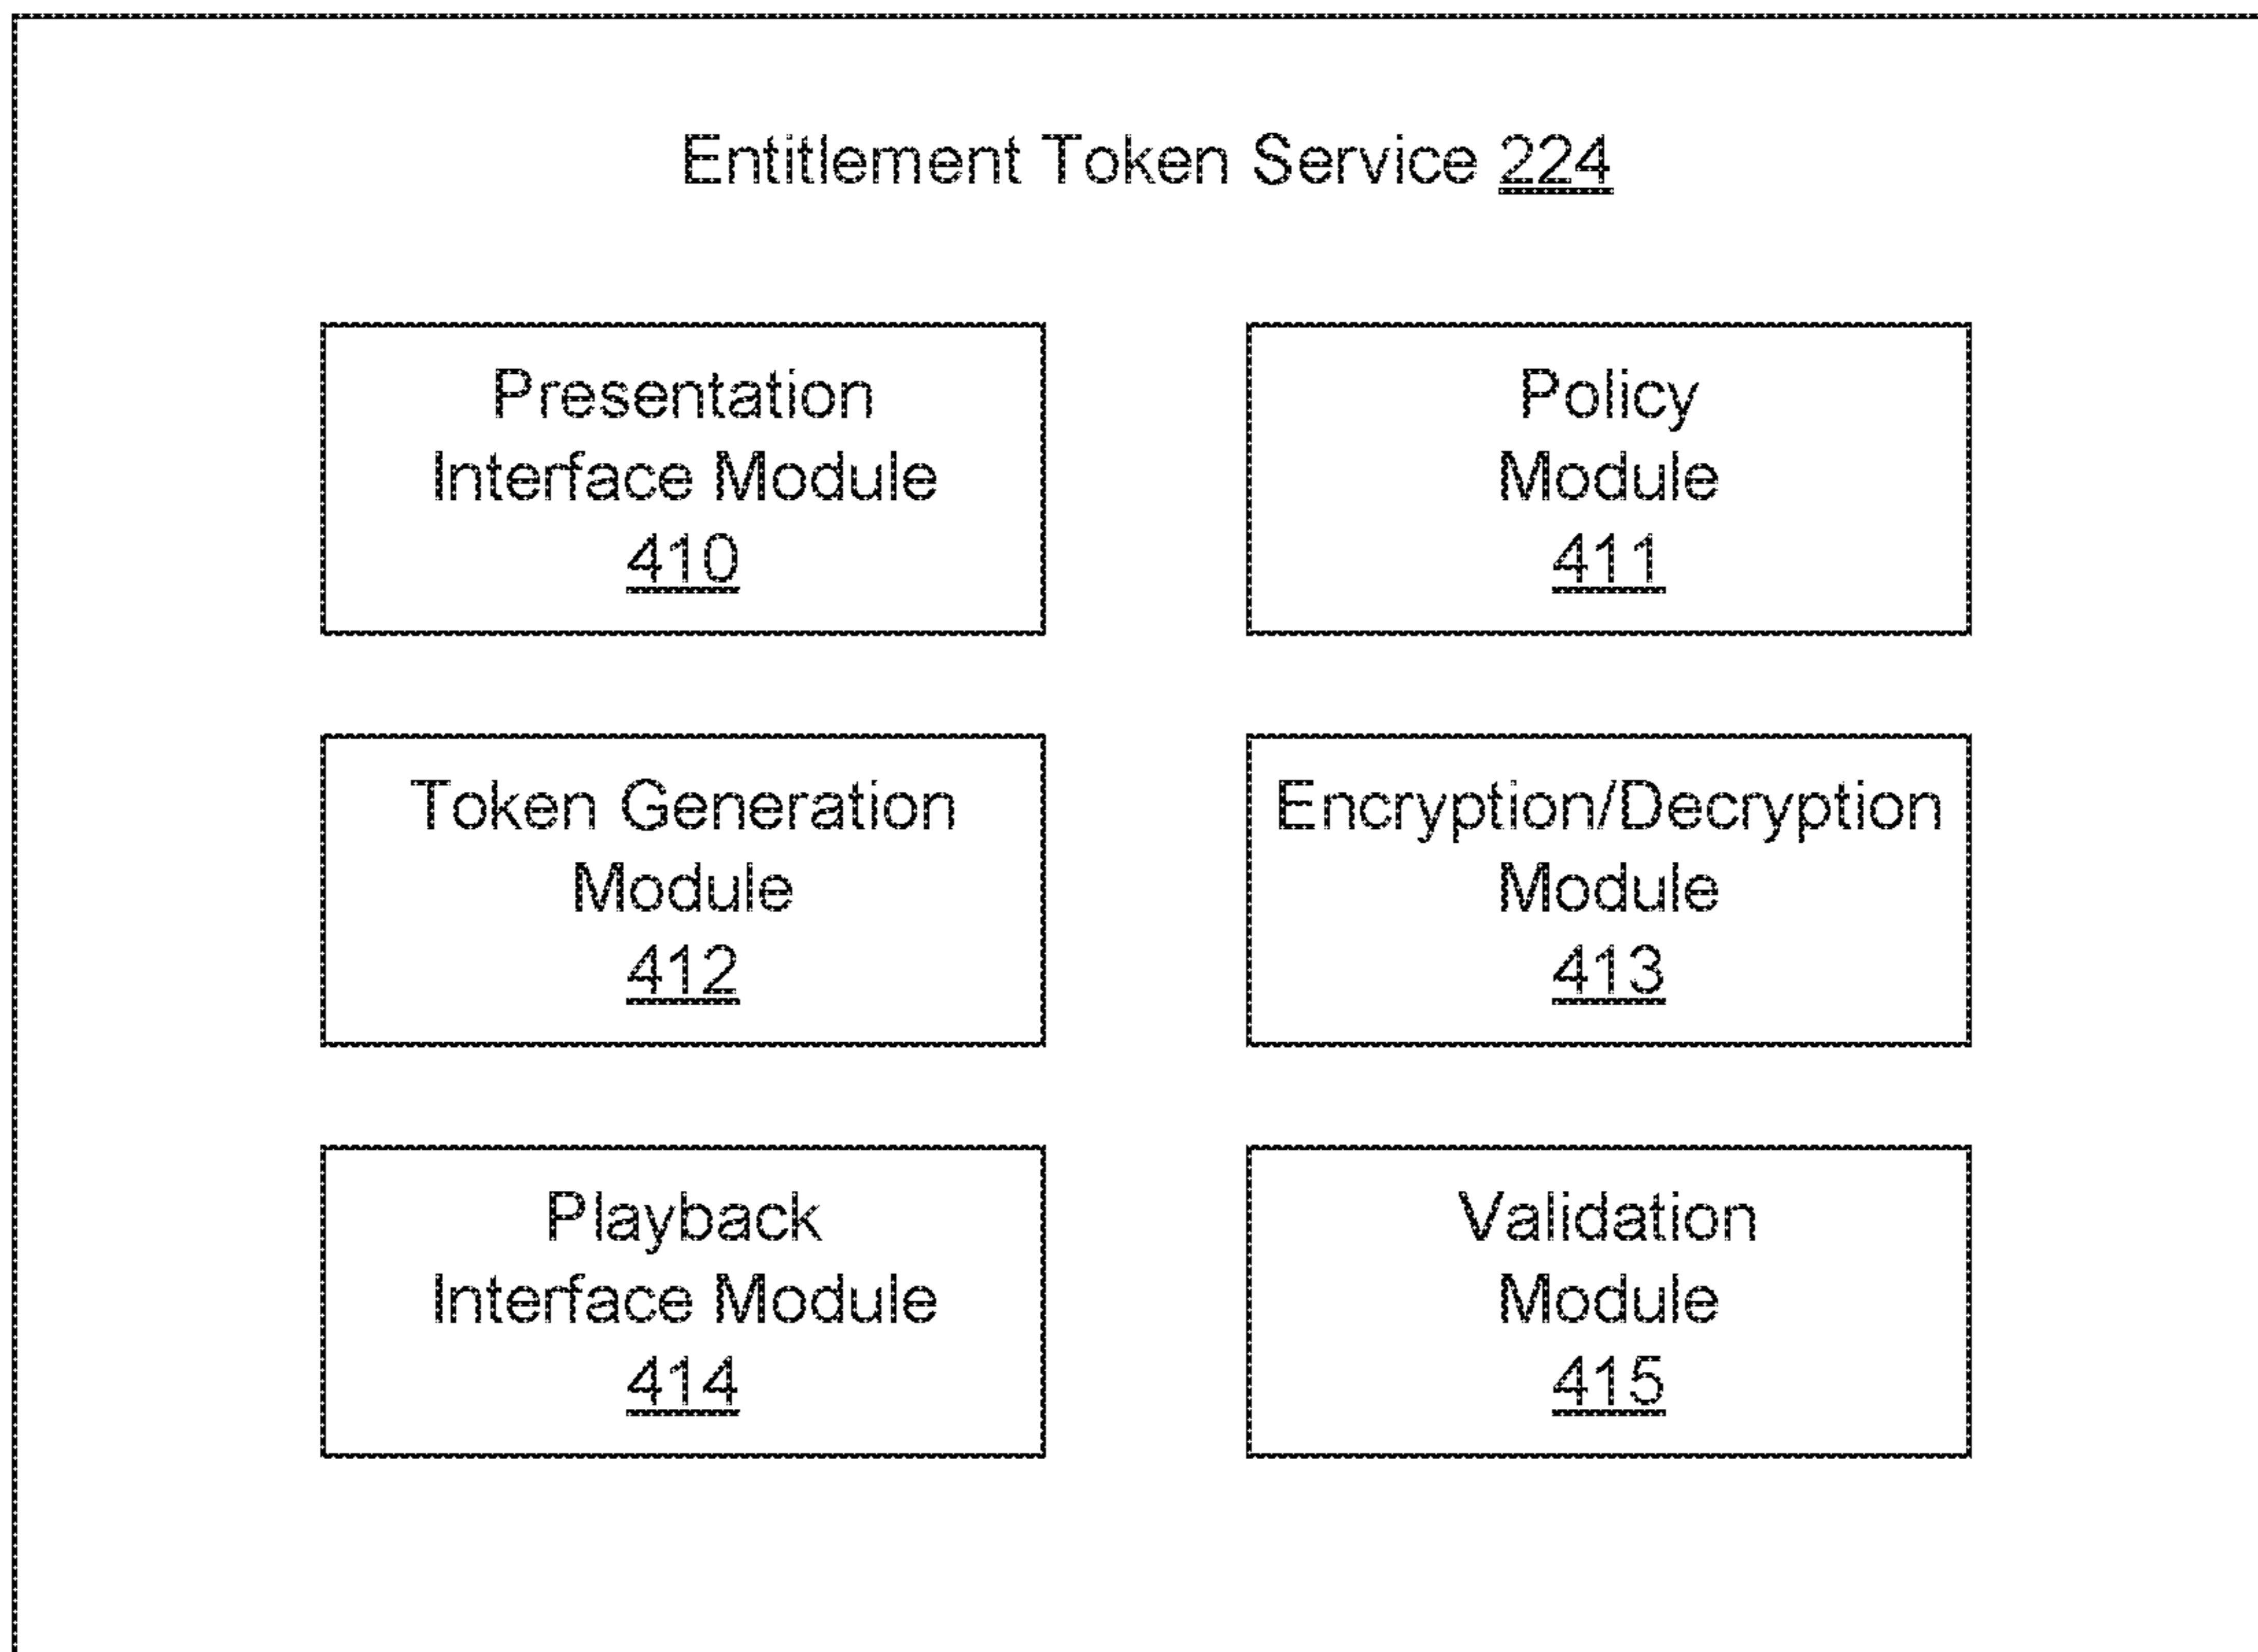 Entitlement Token Service 224
Presentation
Interface Module
410
Policy
Module
411
Token Generation
Module
412
Encryption/Decryption
Module
413
Playback
Interface Module
414
Validation
Module
415